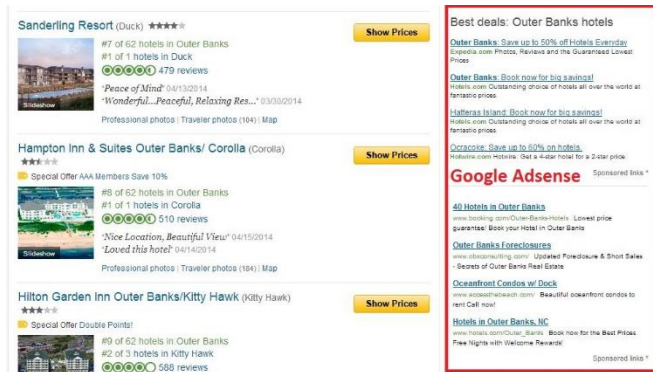 Sanderling Resort (Duck)
Show Prices
#7 of 62 hotels in Outer Banks
#1 of 1 hotels in Duck
479 reviews
"Peace of Mind" 04/13/2014
"Wonderful...Peaceful, Relaxing Res..." 03/30/2014
Slideshow
Professional photos | Traveler photos (104) | Map
Hampton Inn & Suites Outer Banks/ Corolla (Corolla)
Show Prices
Special Offer AAA Members Save 10%
#8 of 62 hotels in Outer Banks
#1 of 1 hotels in Corolla
510 reviews
"Nice Location, Beautiful View" 04/15/2014
"Loved this hotel" 04/14/2014
Slideshow
Professional photos | Traveler photos (184) | Map
Hilton Garden Inn Outer Banks/Kitty Hawk (Kitty Hawk)
Show Prices
Special Offer Double Points!
#9 of 62 hotels in Outer Banks
#2 of 3 hotels in Kitty Hawk
588 reviews
Best deals: Outer Banks hotels
Outer Banks: Save up to 50% off Hotels Everyday
Expedia.com Photos, Reviews and the Guaranteed Lowest
Prices
Outer Banks: Book now for big savings!
Hotels.com Outstanding choice of hotels all over the world at
fantastic prices.
Hatteras Island: Book now for big savings!
Hotels.com Outstanding choice of hotels all over the world at
fantastic prices.
Ocracoke: Save up to 60% on hotels.
Hotwire.com Hotwire: Get a 4-star hotel for a 2-star price.
Google Adsense
Sponsored links *
40 Hotels in Outer Banks
www.booking.com/Outer-Banks-Hotels Lowest price
guarantee! Book your Hotel in Outer Banks
Outer Banks Foreclosures
www.obxconsulting.com/ Updated Foreclosure & Short Sales
- Secrets of Outer Banks Real Estate
Oceanfront Condos w/ Dock
www.accessthebeach.com/ Beautiful oceanfront condos to
rent Call now!
Hotels in Outer Banks, NC
www.hotels.com/Outer_Banks Book now for the Best Prices.
Free Nights with Welcome Rewards!
Sponsored links *